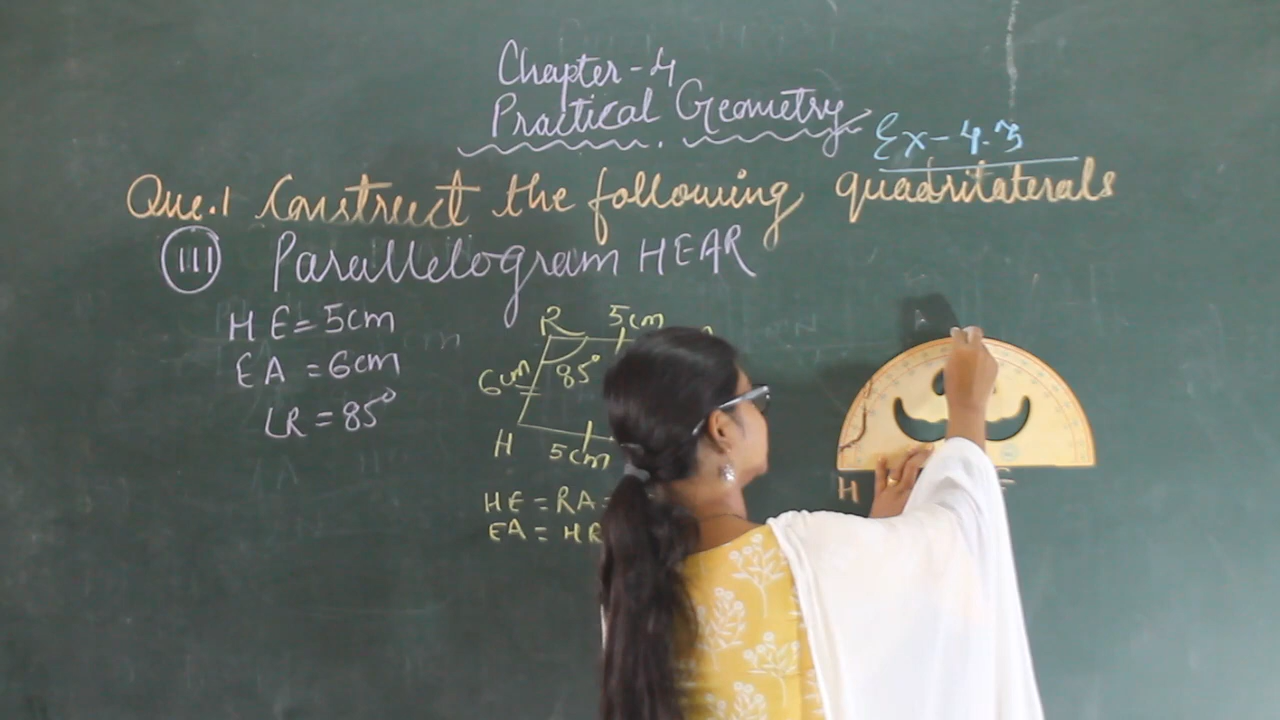 Chapter-4
Practical Geometry
Ex-4.3
Que.1 Construct the following quadrilaterals
(III) Parallelogram HEAR
HE=5cm
EA=6cm
∠R=85°
R 5cm
6cm 85°
H 5cm
HE=RA=
EA=HR
H E